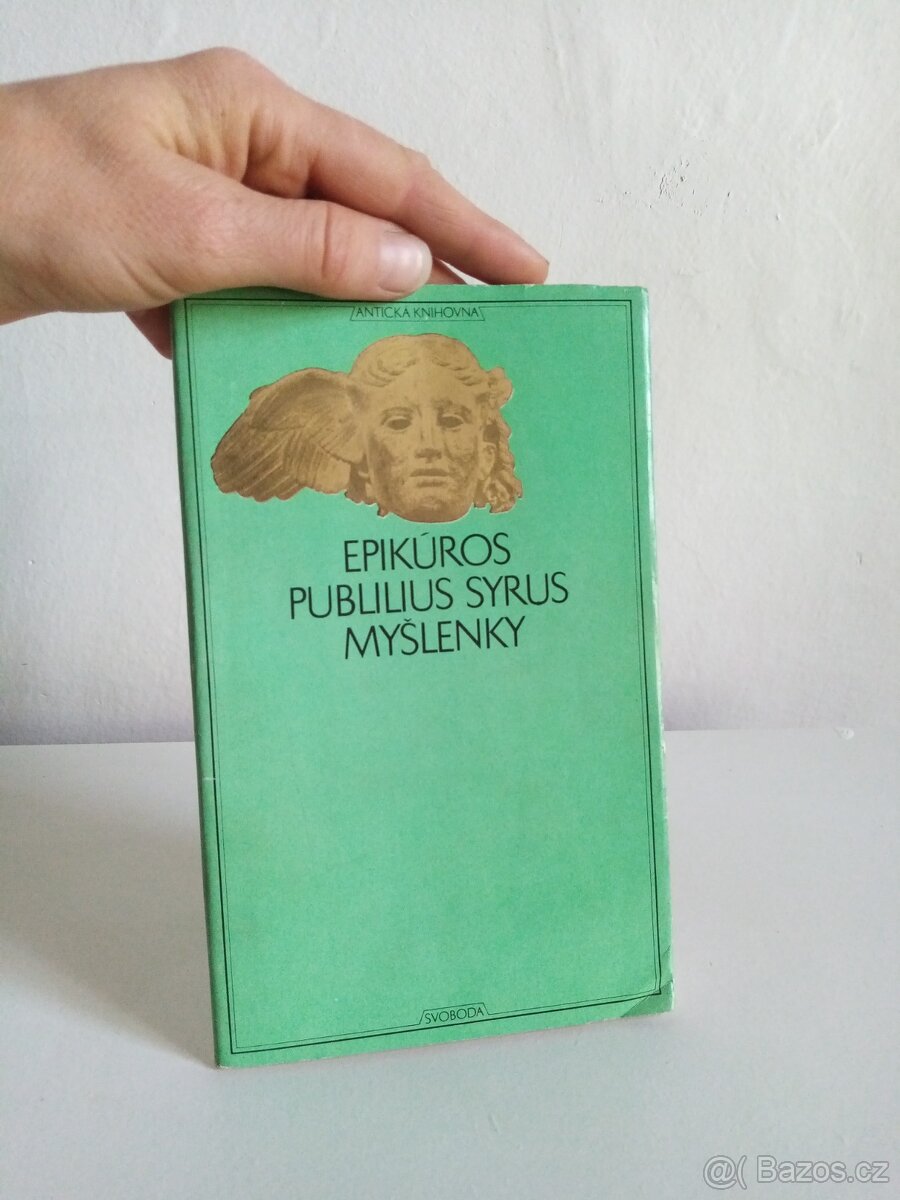 ANTICKÁ KNIHOVNA
EPIKÚROS
PUBLILIUS SYRUS
MYŠLENKY
SVOBODA
@( Bazos.cz